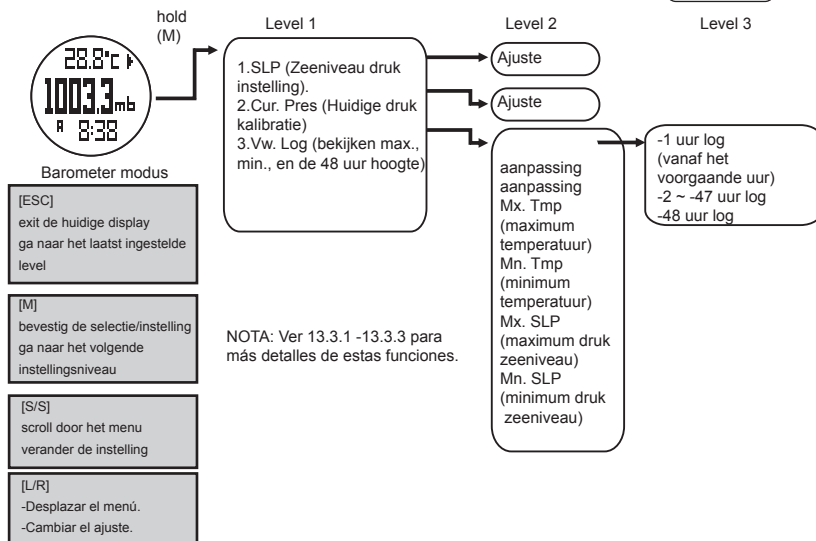 hold
(M)
Level 1
Level 2
Level 3
28.8°C
1003.3mb
A 8:38
Barometer modus
1.SLP (Zeeniveau druk
instelling).
2.Cur. Pres (Huidige druk
kalibratie)
3.Vw. Log (bekijken max.,
min., en de 48 uur hoogte)
Ajuste
Ajuste
aanpassing
aanpassing
Mx. Tmp
(maximum
temperatuur)
Mn. Tmp
(minimum
temperatuur)
Mx. SLP
(maximum druk
zeeniveau)
Mn. SLP
(minimum druk
zeeniveau)
-1 uur log
(vanaf het
voorgaande uur)
-2 ~ -47 uur log
-48 uur log
[ESC]
exit de huidige display
ga naar het laatst ingestelde
level
[M]
bevestig de selectie/instelling
ga naar het volgende
instellingsniveau
[S/S]
scroll door het menu
verander de instelling
[L/R]
-Desplazar el menú.
-Cambiar el ajuste.
NOTA: Ver 13.3.1 -13.3.3 para
más detalles de estas funciones.